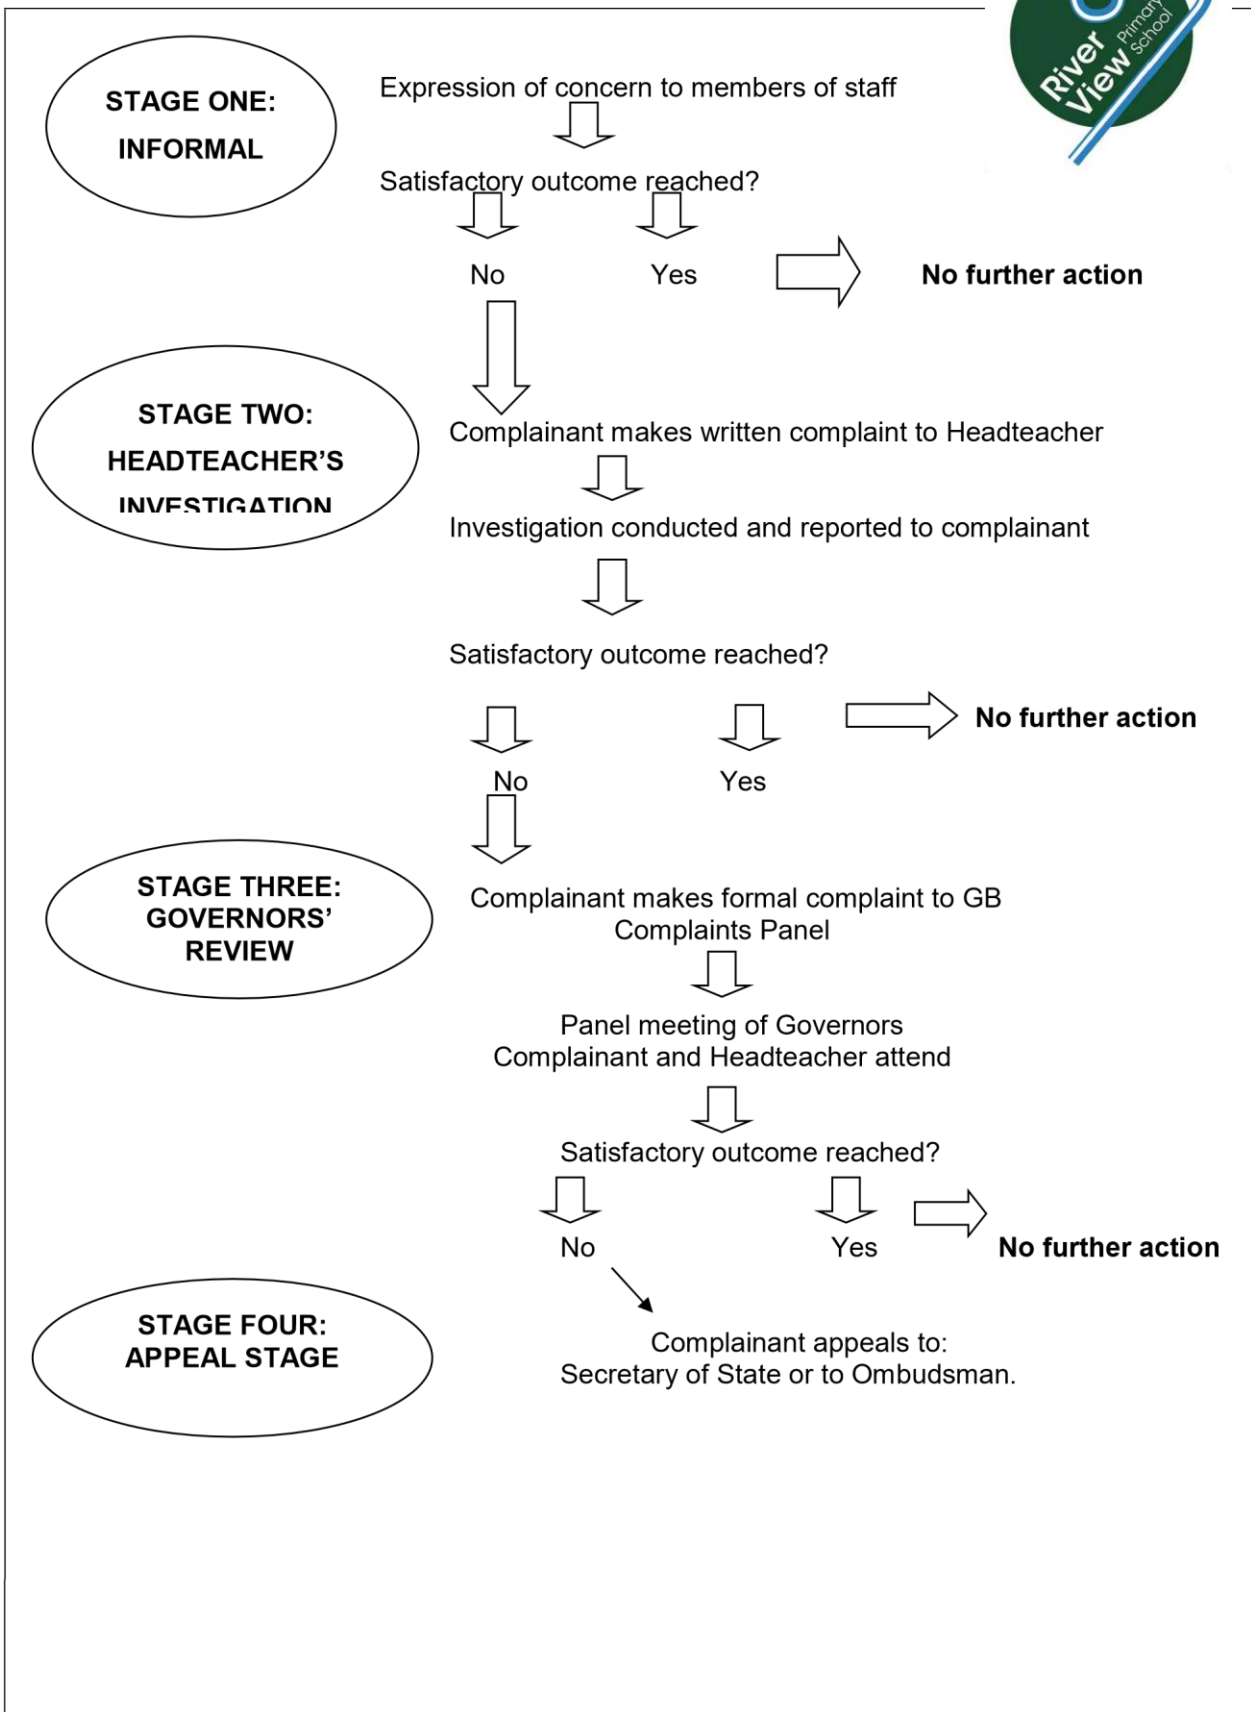 River
View
Primary
School
STAGE ONE:
INFORMAL
Expression of concern to members of staff
Satisfactory outcome reached?
No
Yes
No further action
STAGE TWO:
HEADTEACHER'S
INVESTIGATION
Complainant makes written complaint to Headteacher
Investigation conducted and reported to complainant
Satisfactory outcome reached?
No
Yes
No further action
STAGE THREE:
GOVERNORS'
REVIEW
Complainant makes formal complaint to GB
Complaints Panel
Panel meeting of Governors
Complainant and Headteacher attend
Satisfactory outcome reached?
No
Yes
No further action
STAGE FOUR:
APPEAL STAGE
Complainant appeals to:
Secretary of State or to Ombudsman.